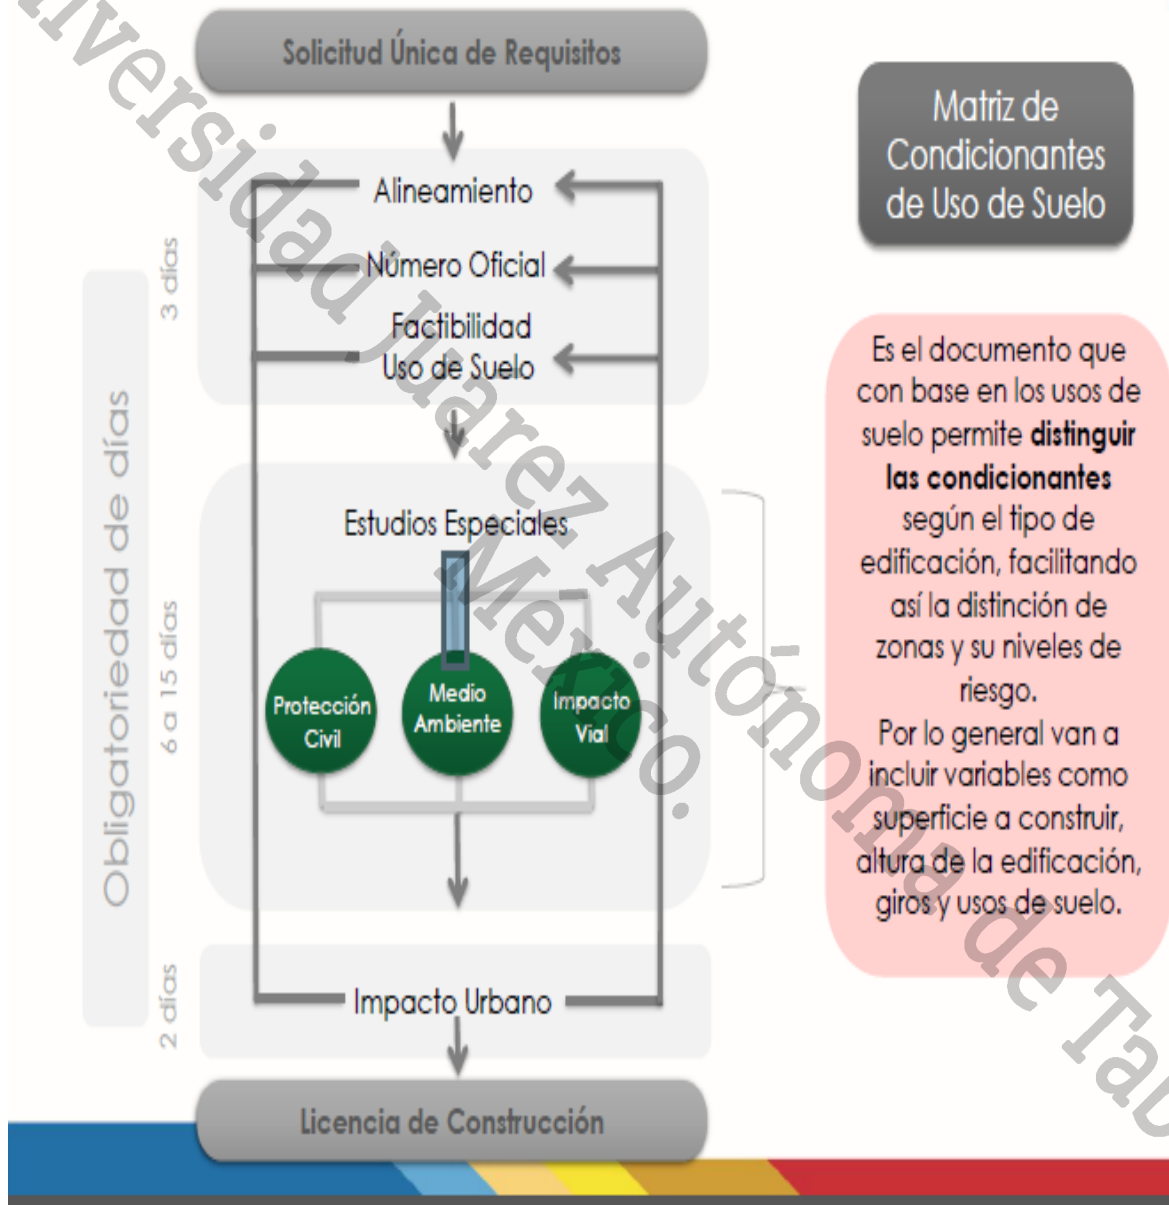 Solicitud Única de Requisitos
Alineamiento
Número Oficial
Factibilidad
Uso de Suelo
3 días
Obligatoriedad de días
Estudios Especiales
6 a 15 días
Protección
Civil
Medio
Ambiente
Impacto
Vial
2 días
Impacto Urbano
Licencia de Construcción
Matriz de
Condicionantes
de Uso de Suelo
Es el documento que
con base en los usos de
suelo permite distinguir
las condicionantes
según el tipo de
edificación, facilitando
así la distinción de
zonas y su niveles de
riesgo.
Por lo general van a
incluir variables como
superficie a construir,
altura de la edificación,
giros y usos de suelo.
niversidad Juarez Autónoma de Tab
México.